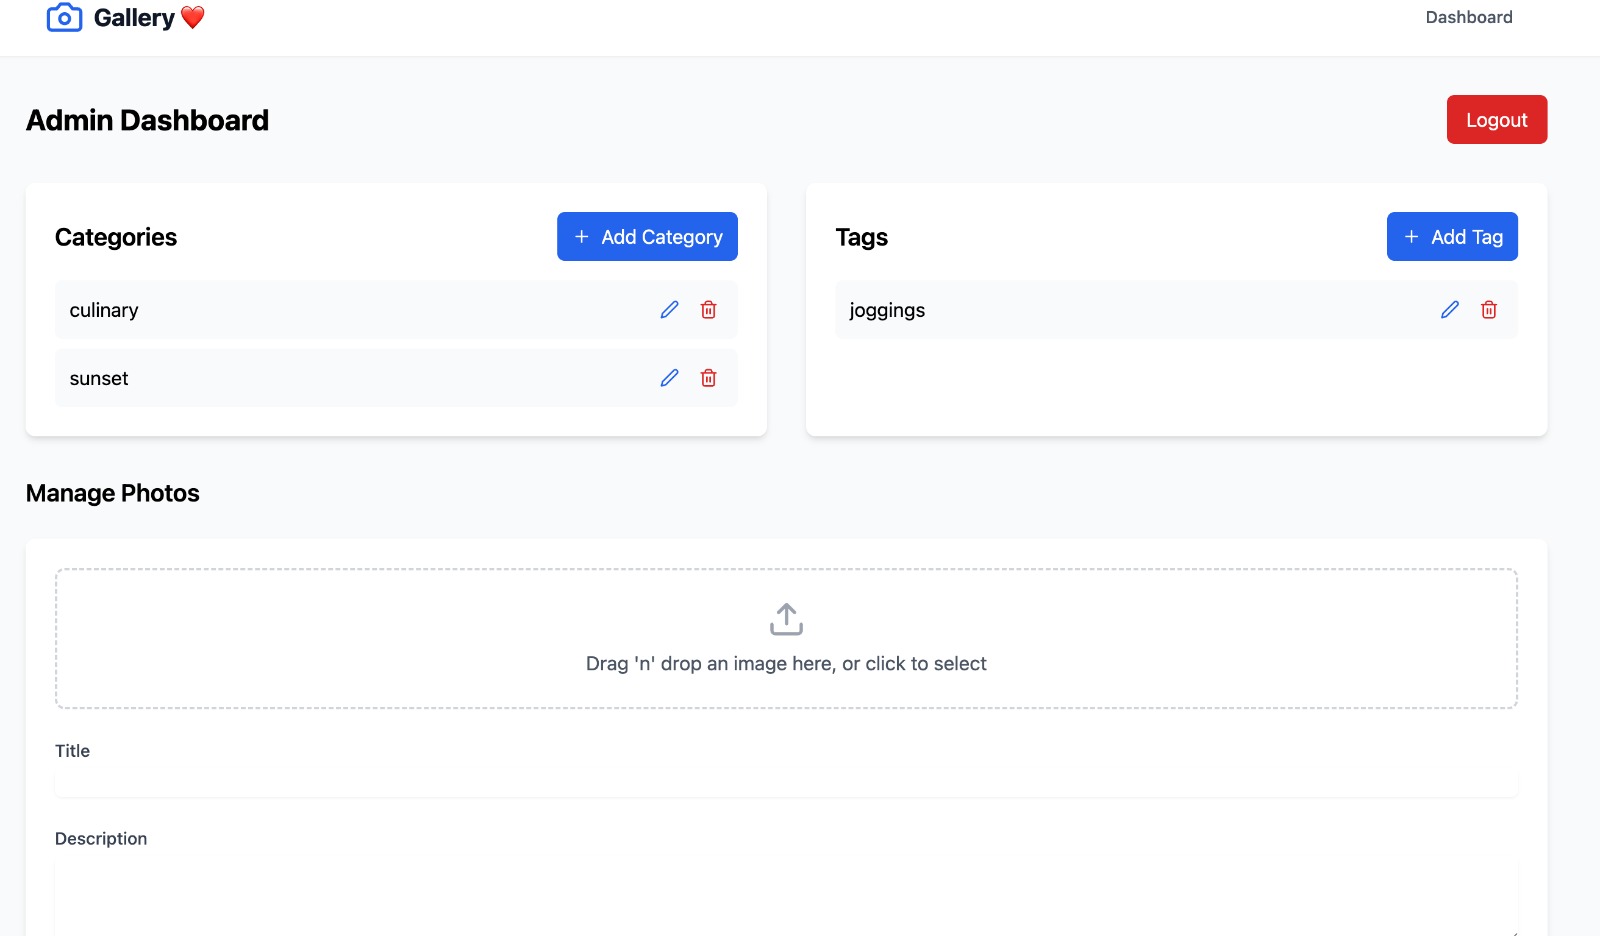 Gallery ❤️
Dashboard
Admin Dashboard
Logout
Categories
+ Add Category
culinary
sunset
Tags
+ Add Tag
joggings
Manage Photos
Drag 'n' drop an image here, or click to select
Title
Description